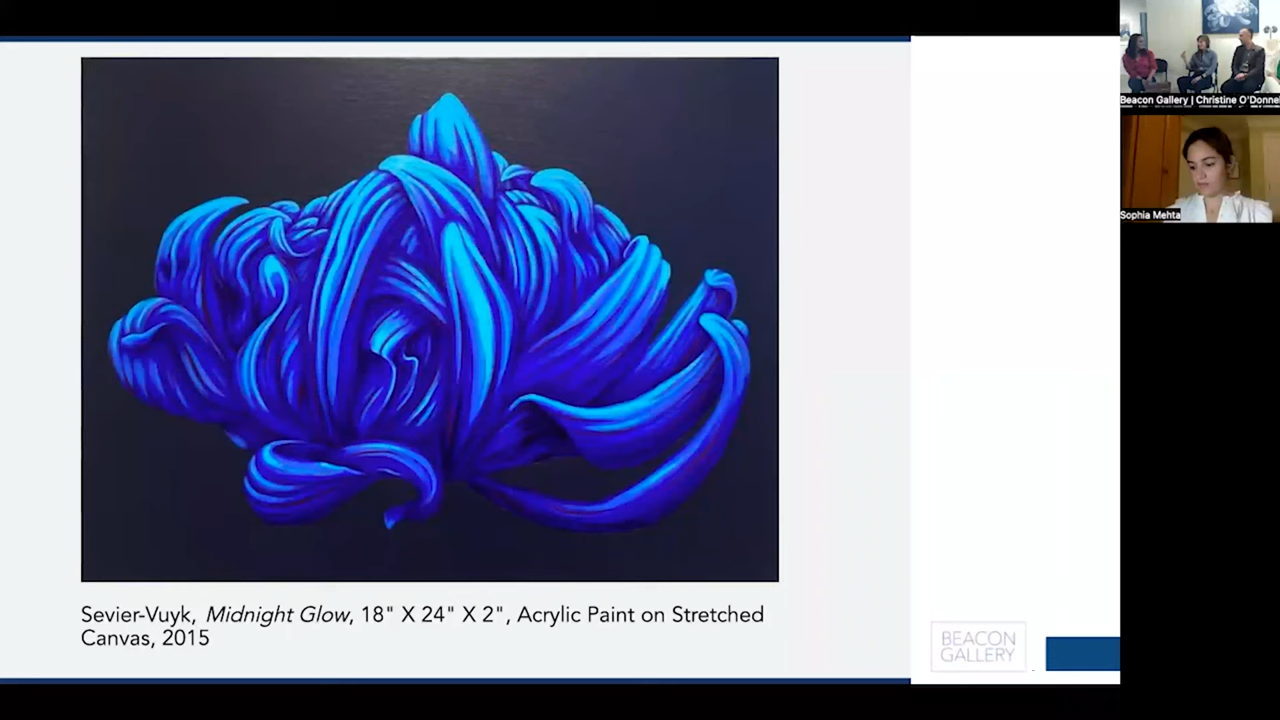 Beacon Gallery | Christine O'Donnel
Sophia Mehta
Sevier-Vuyk, Midnight Glow, 18" X 24" X 2", Acrylic Paint on Stretched
Canvas, 2015
BEACON
GALLERY